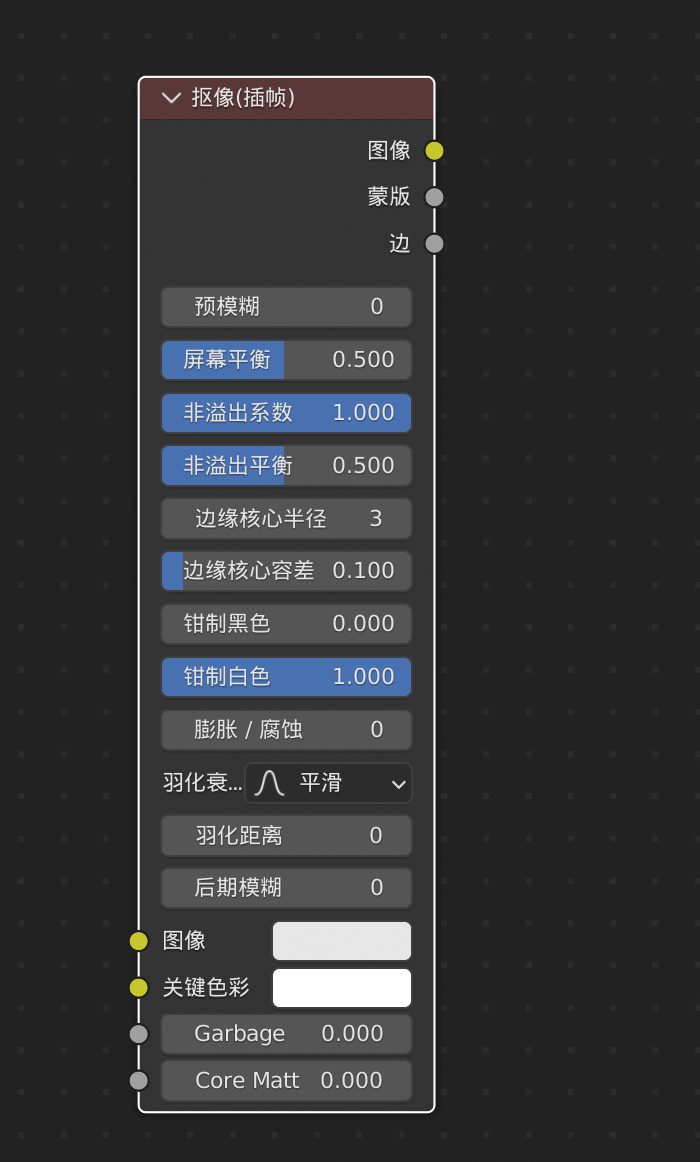 抠像(插帧)
图像
蒙版
边
预模糊 0
屏幕平衡 0.500
非溢出系数 1.000
非溢出平衡 0.500
边缘核心半径 3
边缘核心容差 0.100
钳制黑色 0.000
钳制白色 1.000
膨胀 / 腐蚀 0
羽化衰... 平滑
羽化距离 0
后期模糊 0
图像
关键色彩
Garbage 0.000
Core Matt 0.000